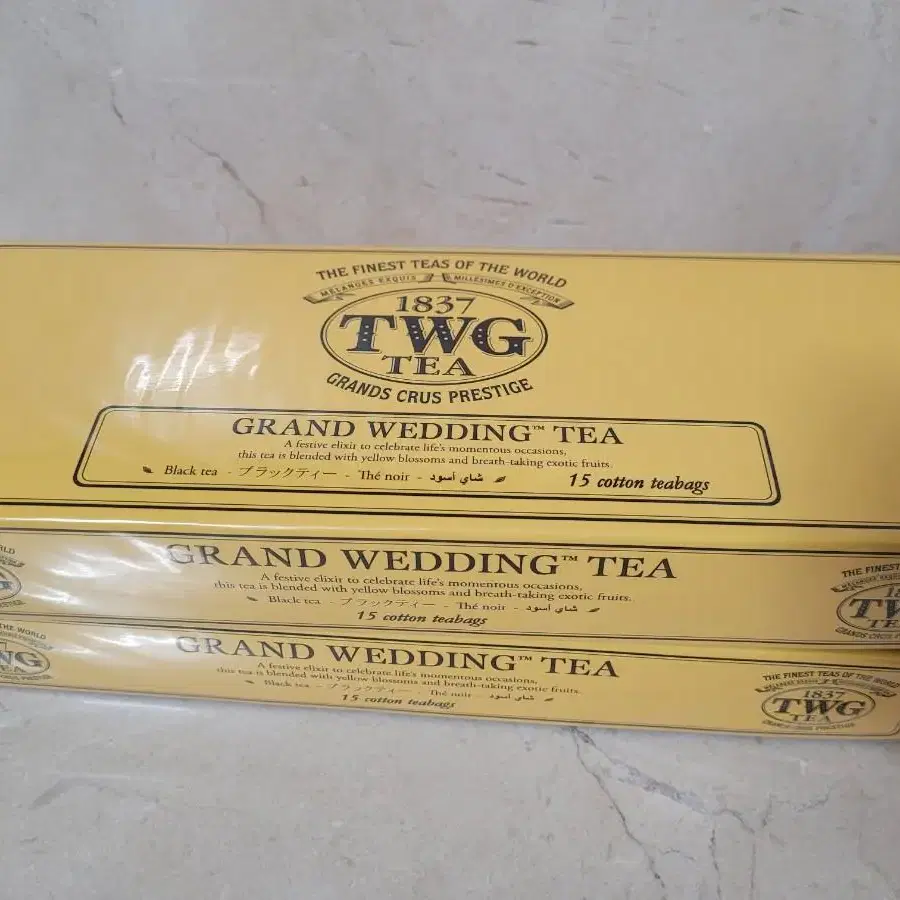 THE FINEST TEAS OF THE WORLD
MÉLANGES EXQUIS MILLÉSIMES D'EXCEPTION
1837
TWG
TEA
GRANDS CRUS PRESTIGE
GRAND WEDDING™ TEA
A festive elixir to celebrate life's momentous occasions,
this tea is blended with yellow blossoms and breath-taking exotic fruits.
Black tea - ブラックティー - Thé noir - شاي أسود
15 cotton teabags
GRAND WEDDING™ TEA
A festive elixir to celebrate life's momentous occasions,
this tea is blended with yellow blossoms and breath-taking exotic fruits.
Black tea - ブラックティー - Thé noir - شاي أسود
15 cotton teabags
THE FINEST
TW
GRANDS CRUS PRESTIGE
THE WORLD
WG
TEA
PRESTIGE
GRAND WEDDING™ TEA
A festive elixir to celebrate life's momentous occasions,
this tea is blended with yellow blossoms and breath-taking exotic fruits.
Black tea - ブラックティー - Thé noir - شاي أسود
15 cotton teabags
THE FINEST TEAS OF THE WORLD
1837
TWG
TEA
GRANDS CRUS PRESTIGE